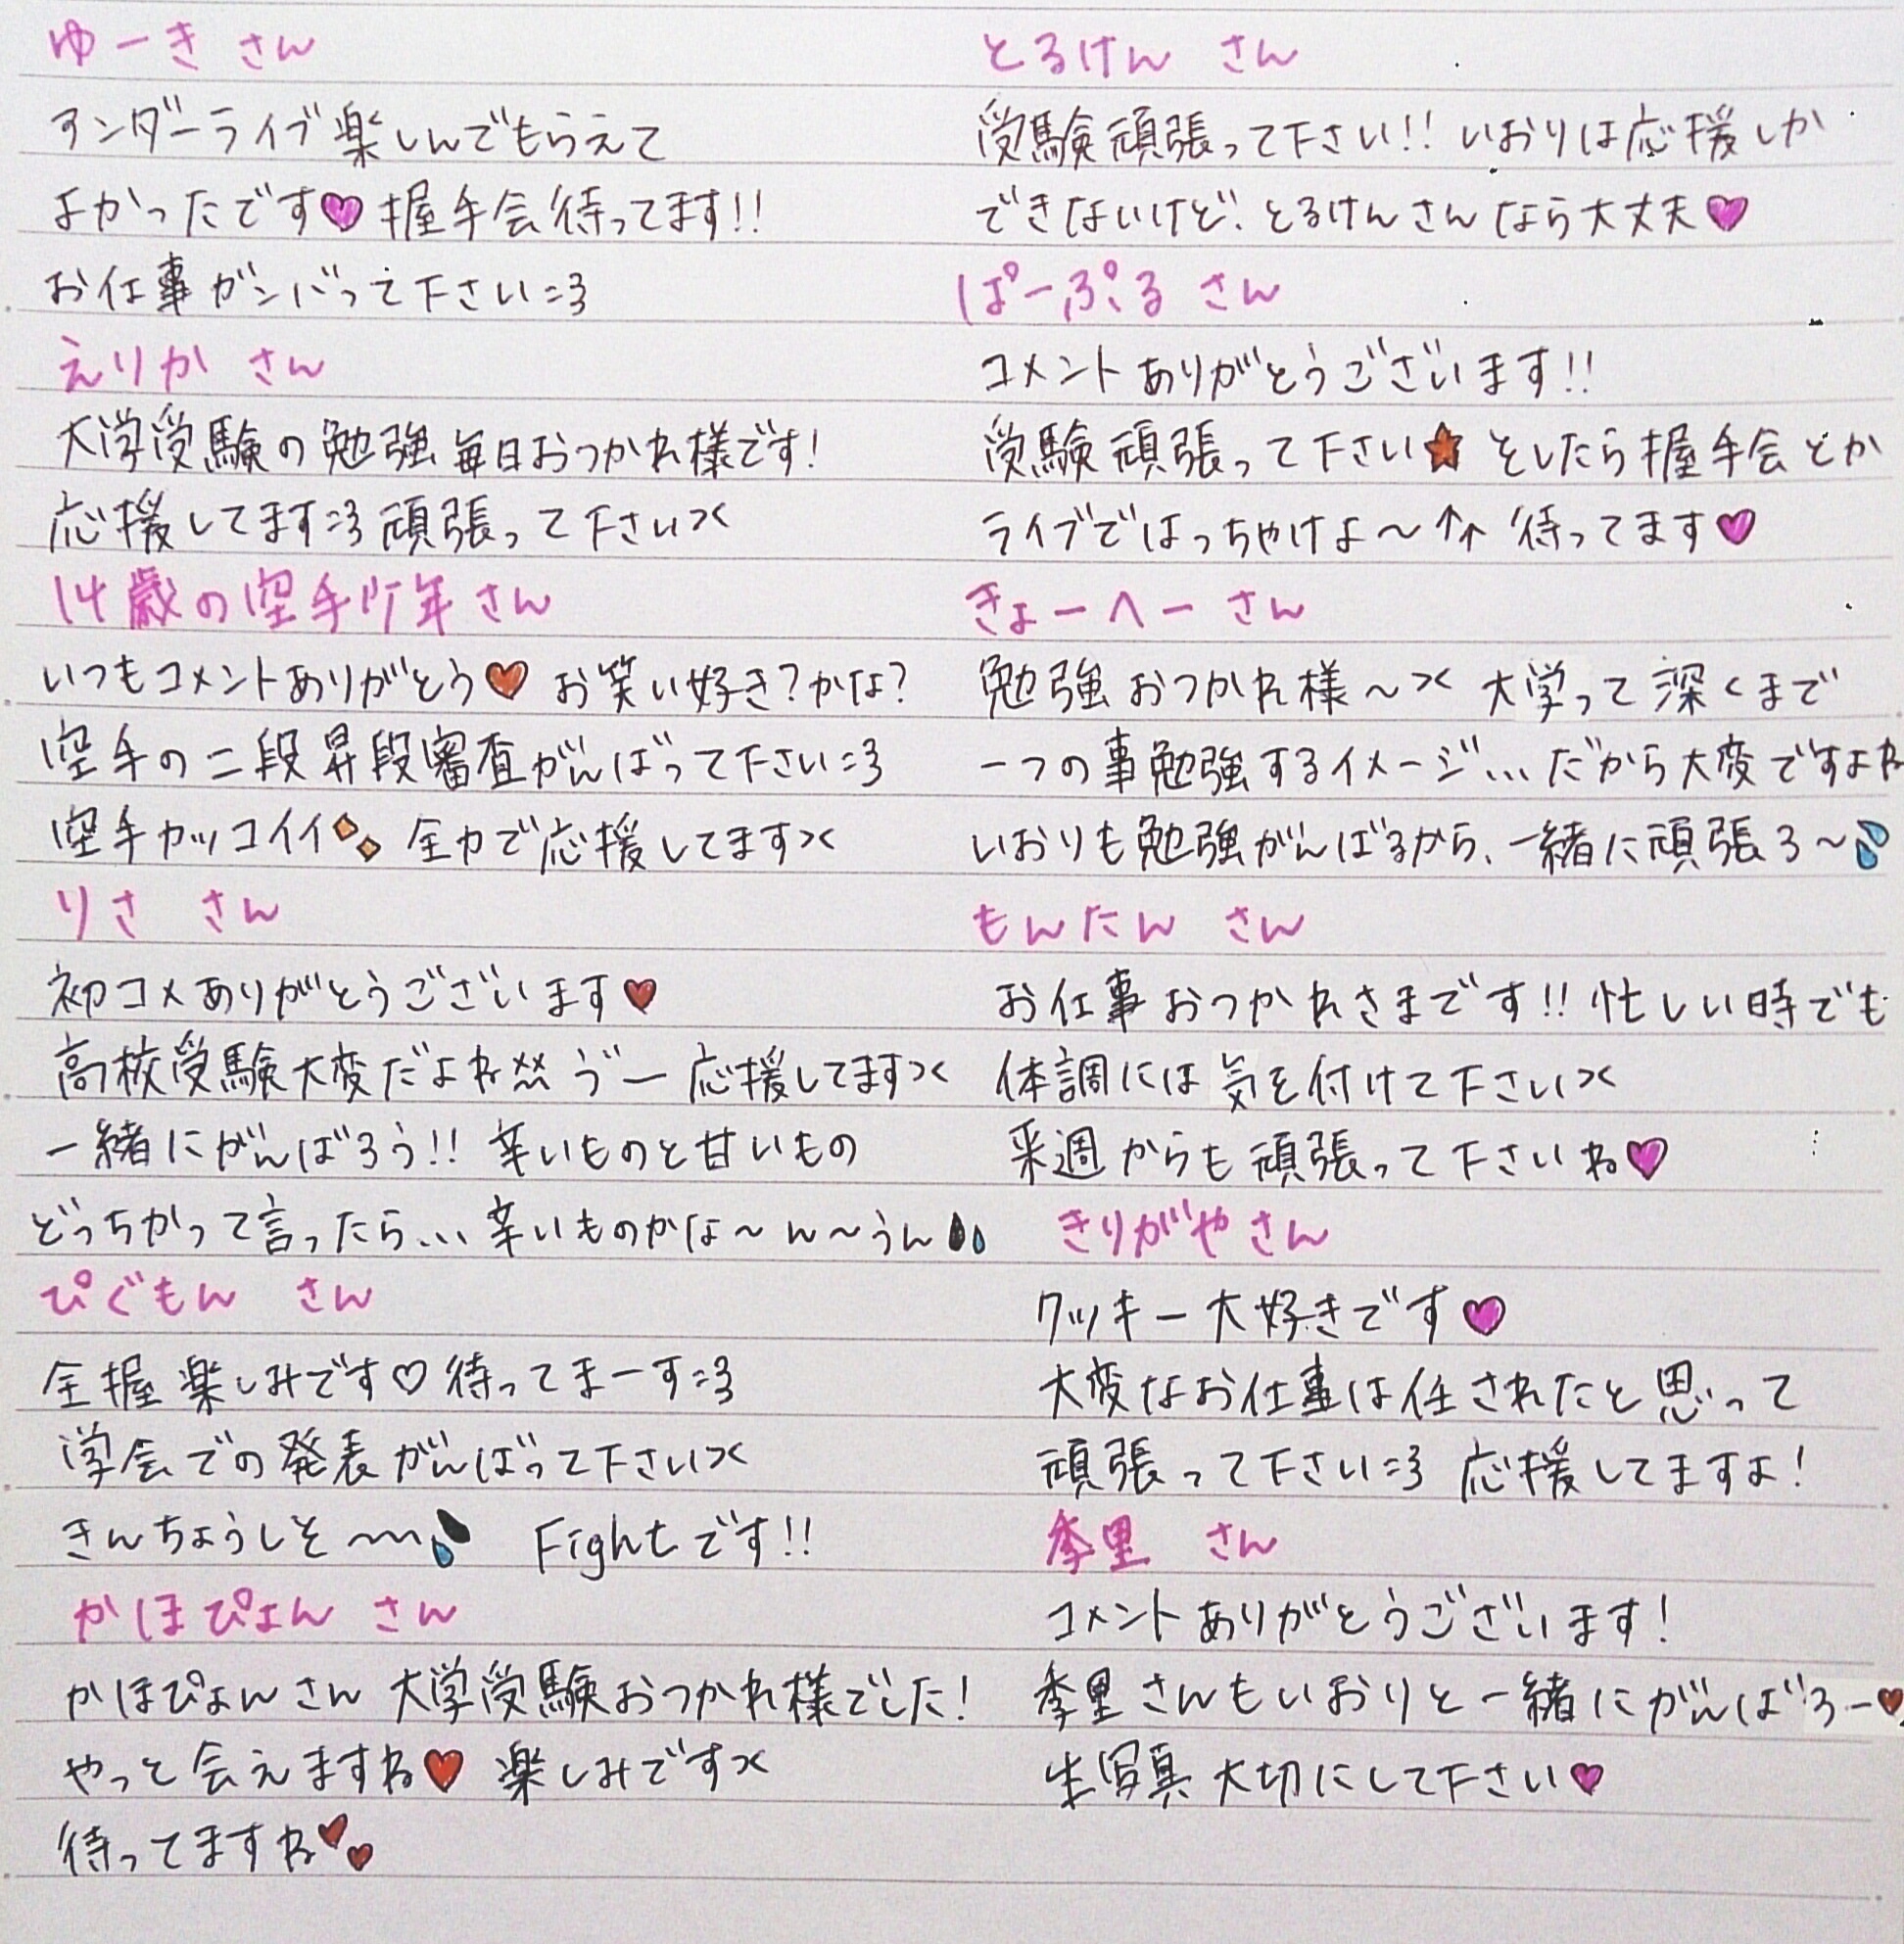 ゆーき さん
アンダーライブ楽しんでもらえて
よかったです♥ 握手会待ってます!!
お仕事ガンバって下さい=3
えりか さん
大学受験の勉強毎日おつかれ様です!
応援してます=3 頑張って下さい><
14歳の空手少年さん
いつもコメントありがとう♥ お笑い好き?かな?
空手の二段昇段審査がんばって下さい=3
空手カッコイイ 全力で応援してます><
りさ さん
初コメありがとうございます♥
高校受験大変だよね ゔー 応援してます><
一緒にがんばろう!! 辛いものと甘いもの
どっちかって言ったら… 辛いものかな〜ん〜うん
ぴぐもん さん
全握楽しみです♡待ってまーす=3
学会での発表がんばって下さい><
きんちょうしそ〜〜 Fightです!!
かほぴょん さん
かほぴょんさん 大学受験おつかれ様でした!
やっと会えますね♥ 楽しみです><
待ってますね♥♥
とるけん さん
受験頑張って下さい!! いおりは応援しか
できないけど、とるけんさんなら大丈夫♥
ぱーぷる さん
コメントありがとうございます!!
受験頑張って下さい★ そしたら握手会とか
ライブではっちゃけよ〜↑↑ 待ってます♥
きょーへー さん
勉強おつかれ様〜>< 大学って深くまで
一つの事勉強するイメージ… だから大変ですよね
いおりも勉強がんばるから、一緒に頑張ろ〜
もんたん さん
お仕事おつかれさまです!! 忙しい時でも
体調には気を付けて下さい><
来週からも頑張って下さいね♥
きりがやさん
クッキー大好きです♥
大変なお仕事は任されたと思って
頑張って下さい=3 応援してますよ!
季里 さん
コメントありがとうございます!
季里さんもいおりと一緒にがんばろー♥
生写真大切にして下さい♥